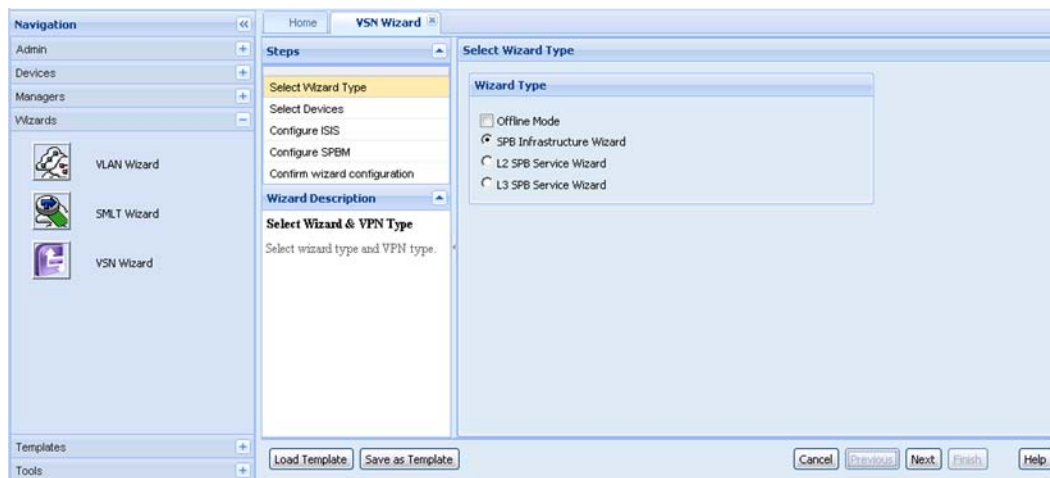 Navigation
Admin
Devices
Managers
Wizards
VLAN Wizard
SMLT Wizard
VSN Wizard
Templates
Tools
Home
VSN Wizard
Steps
Select Wizard Type
Select Devices
Configure ISIS
Configure SPBM
Confirm wizard configuration
Wizard Description
Select Wizard & VPN Type
Select wizard type and VPN type.
Select Wizard Type
Wizard Type
Offline Mode
SPB Infrastructure Wizard
L2 SPB Service Wizard
L3 SPB Service Wizard
Load Template
Save as Template
Cancel
Previous
Next
Finish
Help